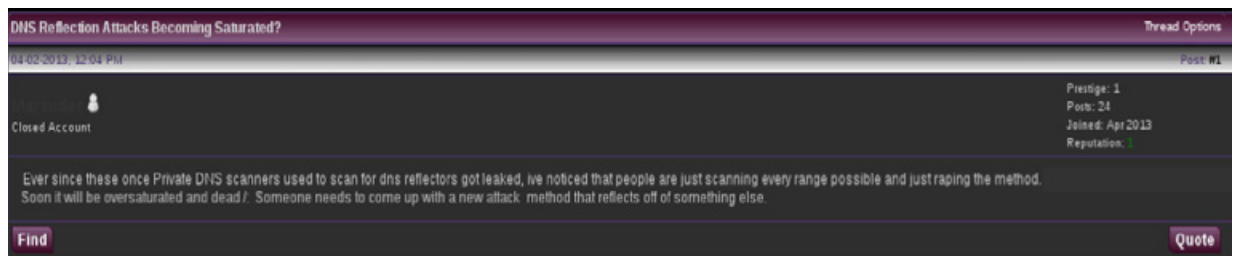 DNS Reflection Attacks Becoming Saturated?
Thread Options
04-02-2013, 12:04 PM
Post: #1
Closed Account
Prestige: 1
Posts: 24
Joined: Apr 2013
Reputation: 1
Ever since these once Private DNS scanners used to scan for dns reflectors got leaked, ive noticed that people are just scanning every range possible and just raping the method.
Soon it will be oversaturated and dead /: Someone needs to come up with a new attack method that reflects off of something else.
Find
Quote